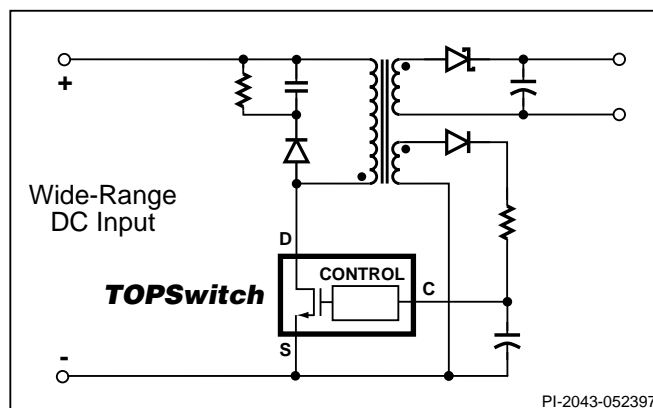 +
Wide-Range
DC Input
D
CONTROL
C
TOPSwitch
S
-
PI-2043-052397